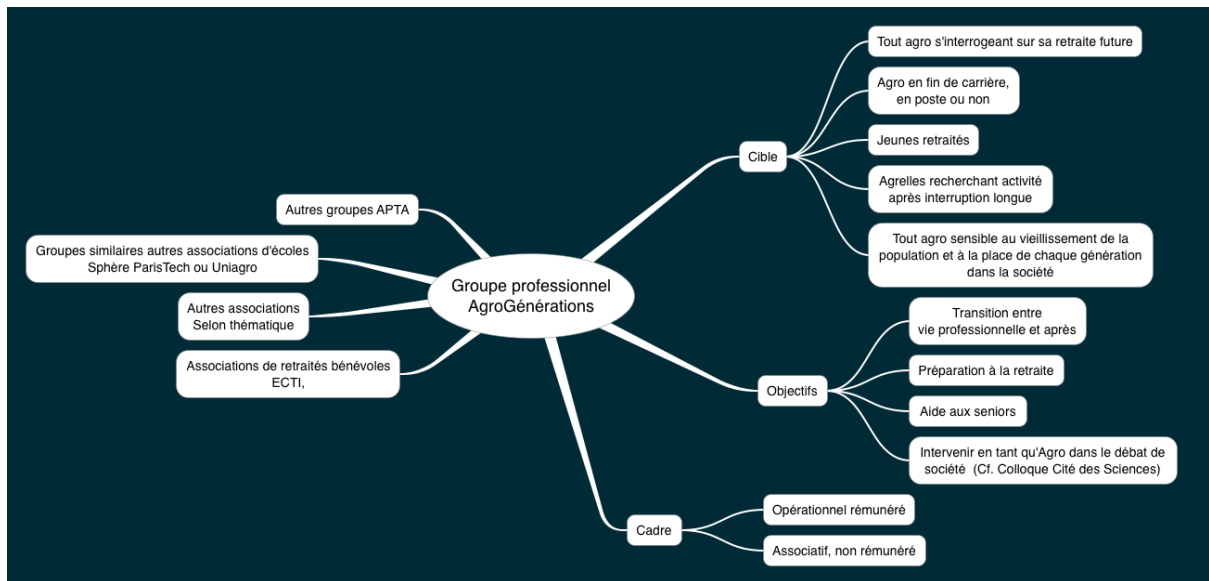 Groupe professionnel
AgroGénérations
Cible
Tout agro s'interrogeant sur sa retraite future
Agro en fin de carrière,
en poste ou non
Jeunes retraités
Agrelles recherchant activité
après interruption longue
Tout agro sensible au vieillissement de la
population et à la place de chaque génération
dans la société
Objectifs
Transition entre
vie professionnelle et après
Préparation à la retraite
Aide aux seniors
Intervenir en tant qu'Agro dans le débat de
société (Cf. Colloque Cité des Sciences)
Cadre
Opérationnel rémunéré
Associatif, non rémunéré
Autres groupes APTA
Groupes similaires autres associations d'écoles
Sphère ParisTech ou Uniagro
Autres associations
Selon thématique
Associations de retraités bénévoles
ECTI,